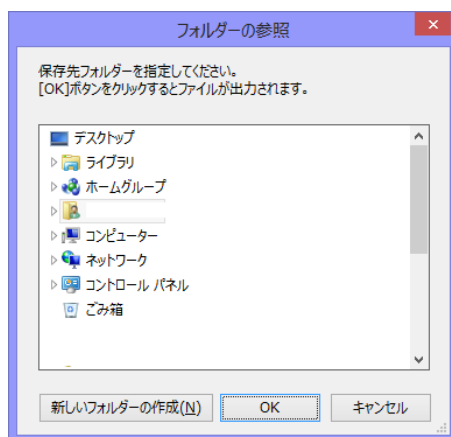 フォルダーの参照
保存先フォルダーを指定してください。
[OK]ボタンをクリックするとファイルが出力されます。
デスクトップ
ライブラリ
ホームグループ
コンピューター
ネットワーク
コントロール パネル
ごみ箱
新しいフォルダーの作成(N)
OK
キャンセル